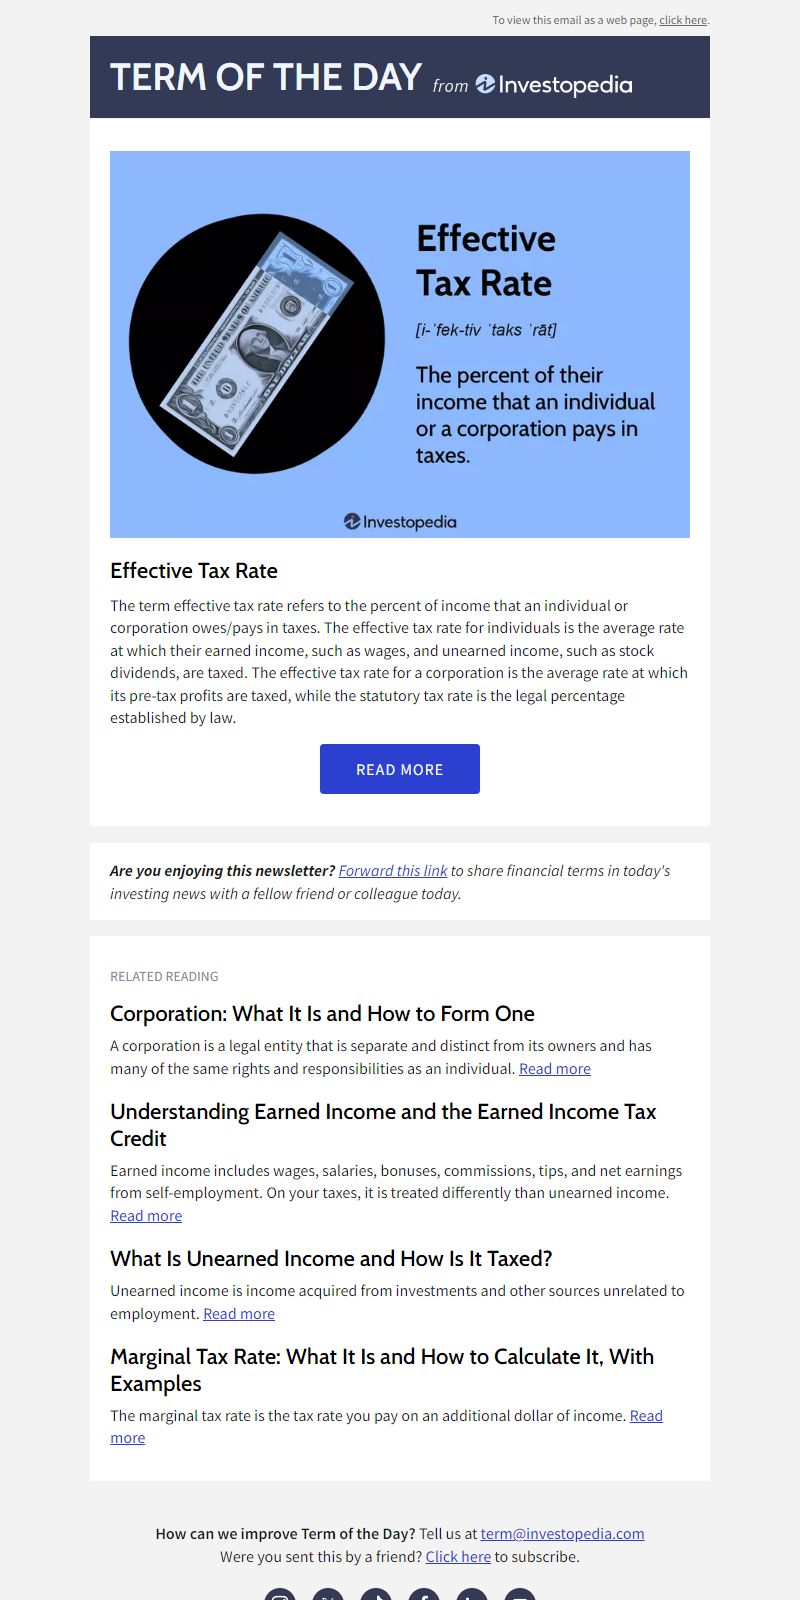 To view this email as a web page, click here.
TERM OF THE DAY from Investopedia
Effective
Tax Rate
[i-ˈfek-tiv ˈtaks ˈrāt]
The percent of their
income that an individual
or a corporation pays in
taxes.
THE UNITED STATES OF AMERICA
Investopedia
Effective Tax Rate
The term effective tax rate refers to the percent of income that an individual or
corporation owes/pays in taxes. The effective tax rate for individuals is the average rate
at which their earned income, such as wages, and unearned income, such as stock
dividends, are taxed. The effective tax rate for a corporation is the average rate at which
its pre-tax profits are taxed, while the statutory tax rate is the legal percentage
established by law.
READ MORE
Are you enjoying this newsletter? Forward this link to share financial terms in today's
investing news with a fellow friend or colleague today.
RELATED READING
Corporation: What It Is and How to Form One
A corporation is a legal entity that is separate and distinct from its owners and has
many of the same rights and responsibilities as an individual. Read more
Understanding Earned Income and the Earned Income Tax
Credit
Earned income includes wages, salaries, bonuses, commissions, tips, and net earnings
from self-employment. On your taxes, it is treated differently than unearned income.
Read more
What Is Unearned Income and How Is It Taxed?
Unearned income is income acquired from investments and other sources unrelated to
employment. Read more
Marginal Tax Rate: What It Is and How to Calculate It, With
Examples
The marginal tax rate is the tax rate you pay on an additional dollar of income. Read
more
How can we improve Term of the Day? Tell us at term@investopedia.com
Were you sent this by a friend? Click here to subscribe.